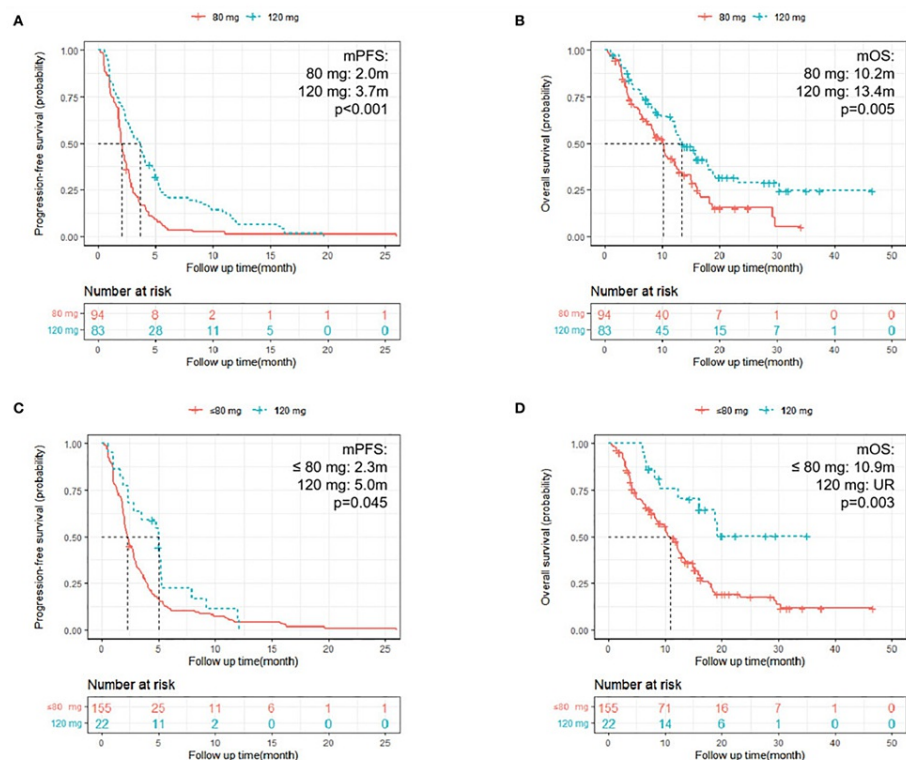 A
80 mg 120 mg
mPFS:
80 mg: 2.0m
120 mg: 3.7m
p<0.001
Progression-free survival (probability)
1.00
0.75
0.50
0.25
0.00
0 5 10 15 20 25
Follow up time(month)
Number at risk
80 mg 94 8 2 1 1 1
120 mg 83 28 11 5 0 0
0 5 10 15 20 25
Follow up time(month)
B
80 mg 120 mg
mOS:
80 mg: 10.2m
120 mg: 13.4m
p=0.005
Overall survival (probability)
1.00
0.75
0.50
0.25
0.00
0 10 20 30 40 50
Follow up time(month)
Number at risk
80 mg 94 40 7 1 0 0
120 mg 83 45 15 7 1 0
0 10 20 30 40 50
Follow up time(month)
C
≤80 mg 120 mg
mPFS:
≤ 80 mg: 2.3m
120 mg: 5.0m
p=0.045
Progression-free survival (probability)
1.00
0.75
0.50
0.25
0.00
0 5 10 15 20 25
Follow up time(month)
Number at risk
≤80 mg 155 25 11 6 1 1
120 mg 22 11 2 0 0 0
0 5 10 15 20 25
Follow up time(month)
D
≤80 mg 120 mg
mOS:
≤ 80 mg: 10.9m
120 mg: UR
p=0.003
Overall survival (probability)
1.00
0.75
0.50
0.25
0.00
0 10 20 30 40 50
Follow up time(month)
Number at risk
≤80 mg 155 71 16 7 1 0
120 mg 22 14 6 1 0 0
0 10 20 30 40 50
Follow up time(month)